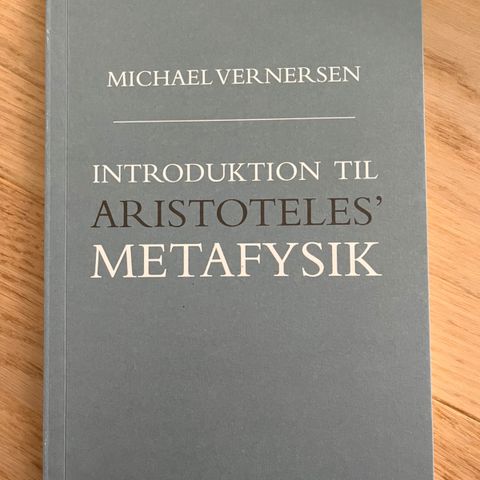 MICHAEL VERNERSEN
INTRODUKTION TIL
ARISTOTELES’
METAFYSIK